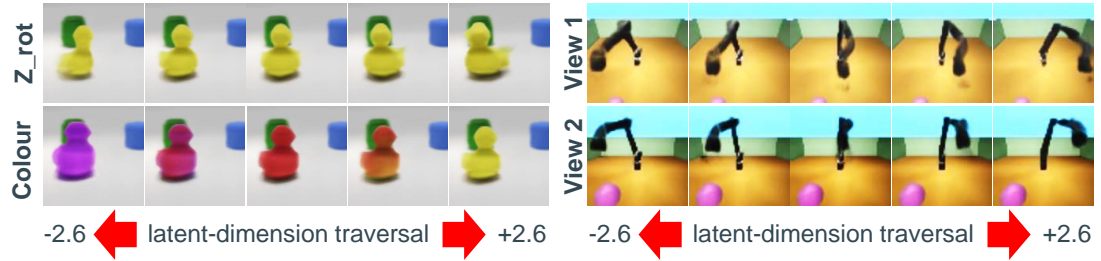 Z_rot
Colour
-2.6 latent-dimension traversal +2.6
View 1
View 2
-2.6 latent-dimension traversal +2.6